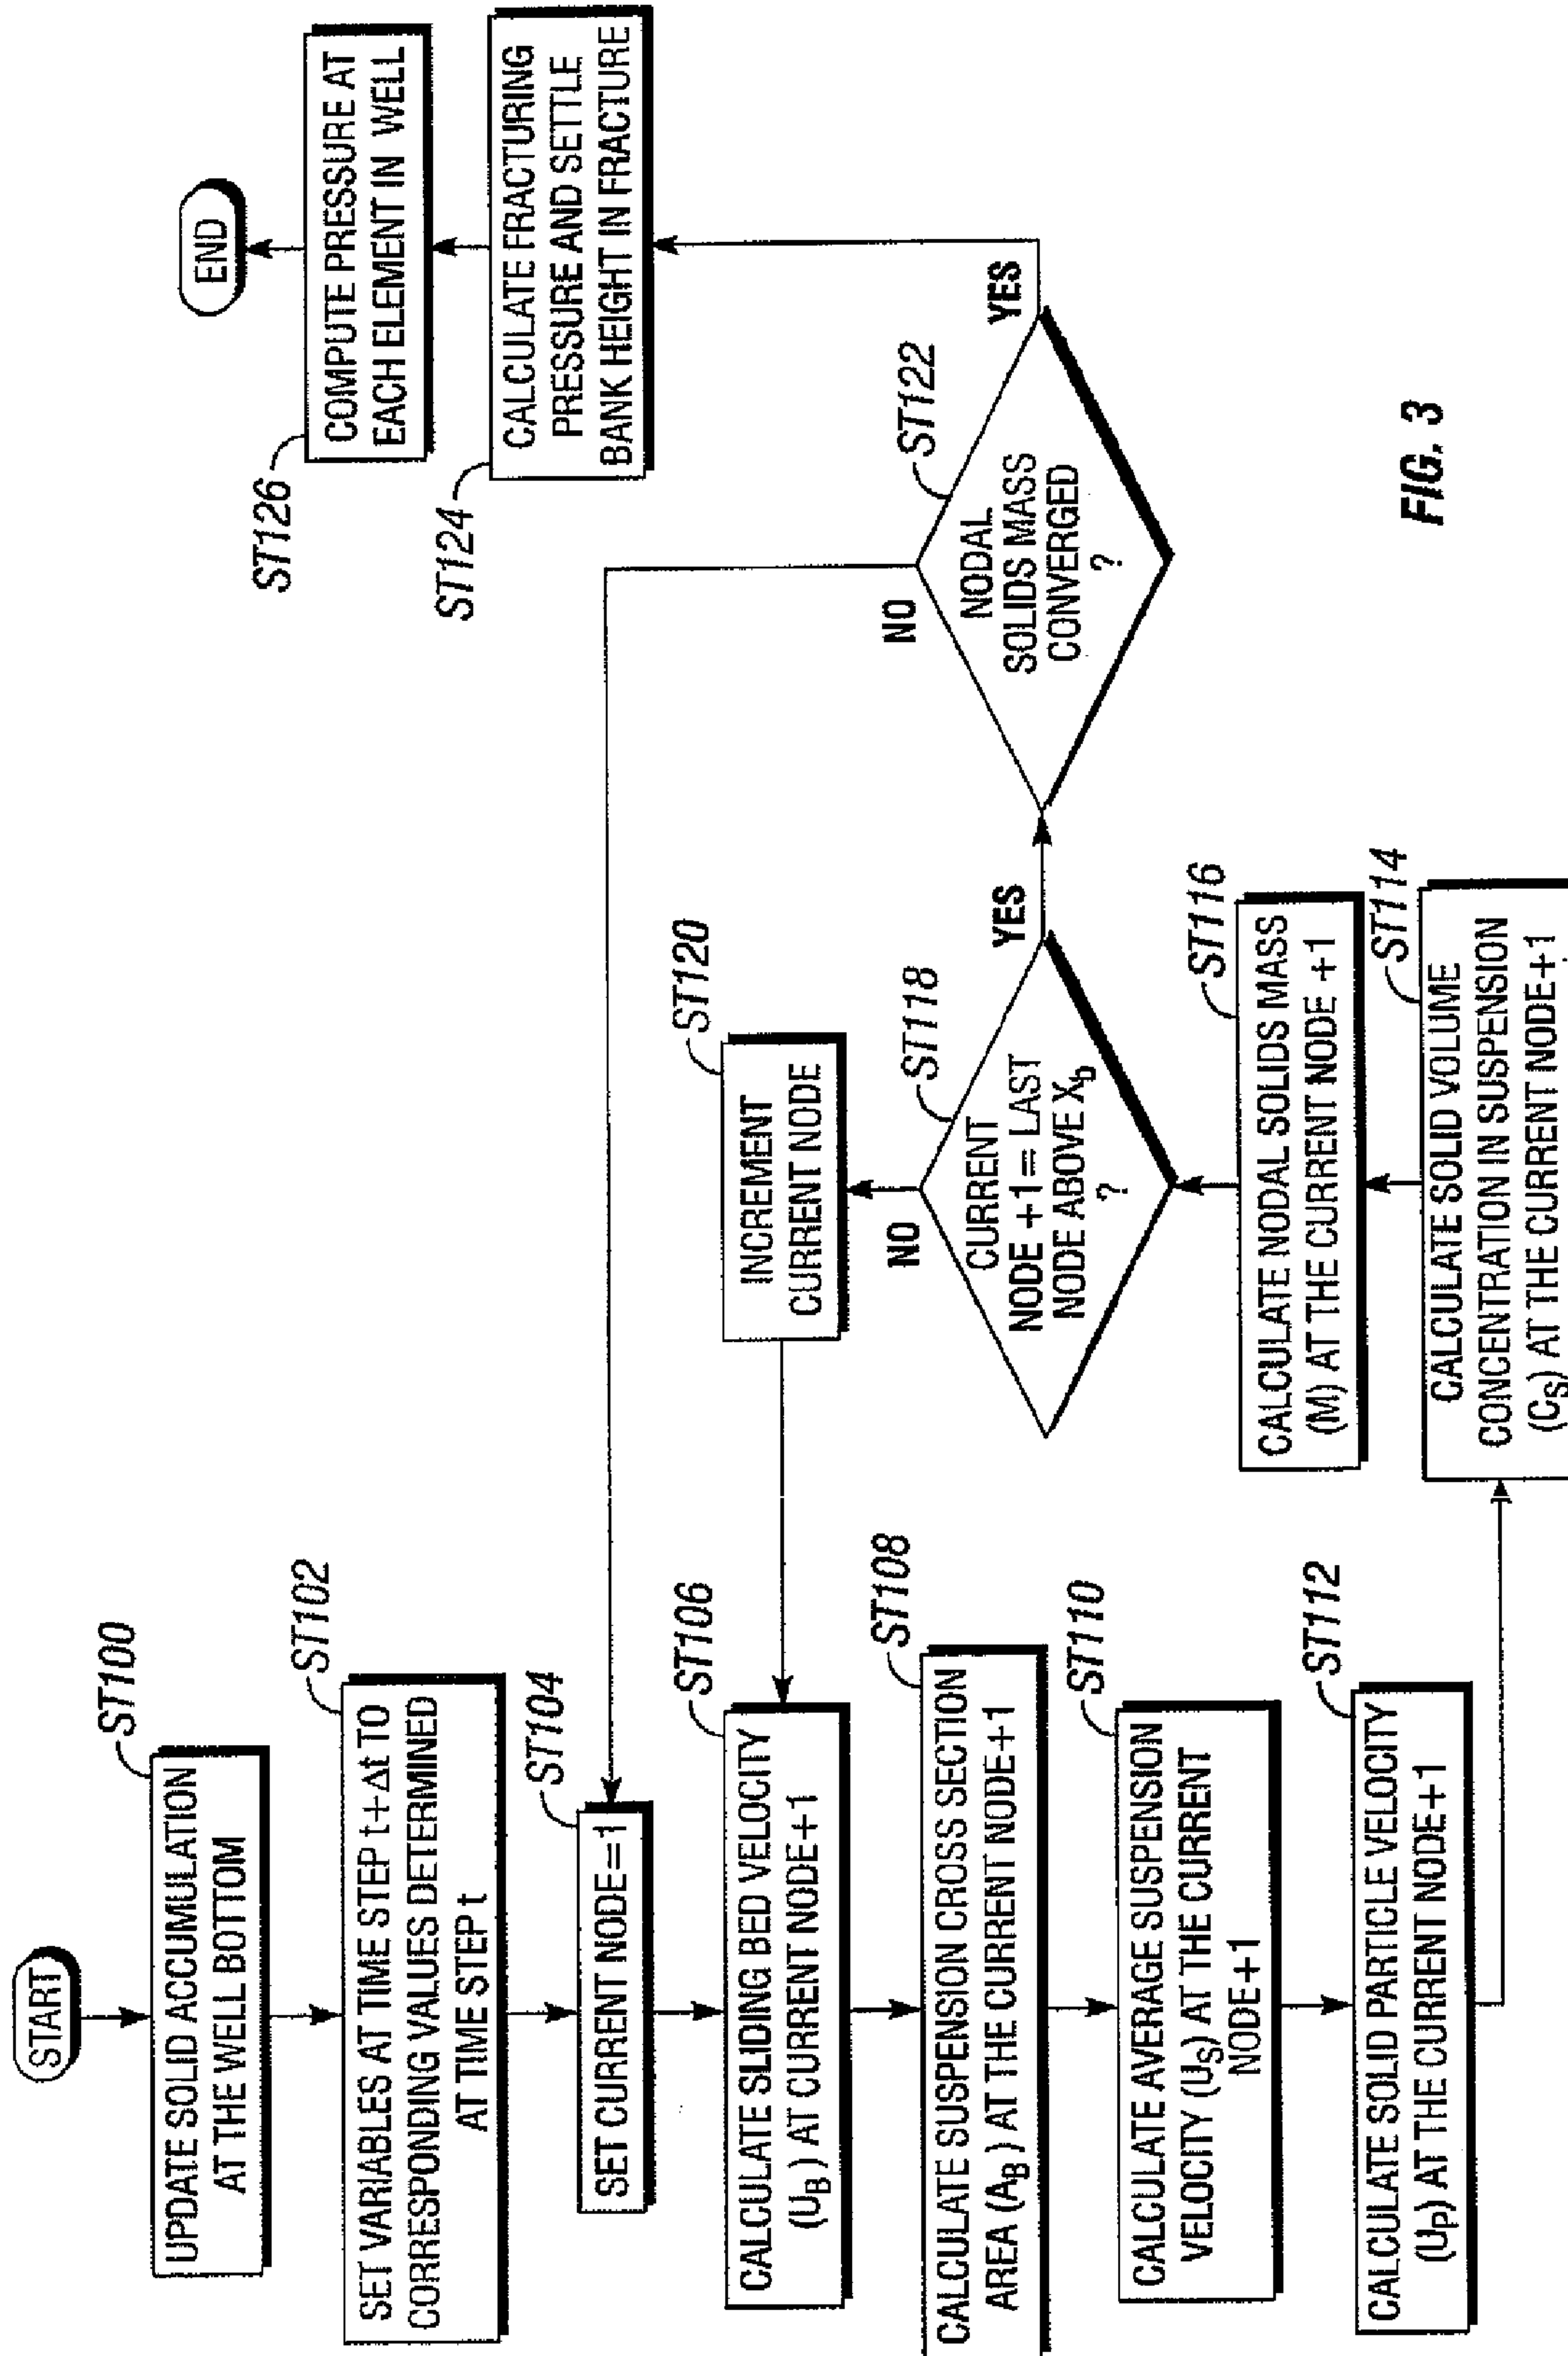 START
ST100
UPDATE SOLID ACCUMULATION
AT THE WELL BOTTOM
ST102
SET VARIABLES AT TIME STEP t+Δt TO
CORRESPONDING VALUES DETERMINED
AT TIME STEP t
ST104
SET CURRENT NODE=1
ST106
CALCULATE SLIDING BED VELOCITY
(U_B) AT CURRENT NODE+1
ST108
CALCULATE SUSPENSION CROSS SECTION
AREA (A_B) AT THE CURRENT NODE+1
ST110
CALCULATE AVERAGE SUSPENSION
VELOCITY (U_S) AT THE CURRENT
NODE+1
ST112
CALCULATE SOLID PARTICLE VELOCITY
(U_P) AT THE CURRENT NODE+1
ST114
CALCULATE SOLID VOLUME
CONCENTRATION IN SUSPENSION
(C_S) AT THE CURRENT NODE+1
ST116
CALCULATE NODAL SOLIDS MASS
(M) AT THE CURRENT NODE +1
ST118
CURRENT
NODE +1= LAST
NODE ABOVE X_b
?
NO
YES
ST120
INCREMENT
CURRENT NODE
ST122
NODAL
SOLIDS MASS
CONVERGED
?
NO
YES
ST124
CALCULATE FRACTURING
PRESSURE AND SETTLE
BANK HEIGHT IN FRACTURE
ST126
COMPUTE PRESSURE AT
EACH ELEMENT IN WELL
END
FIG. 3